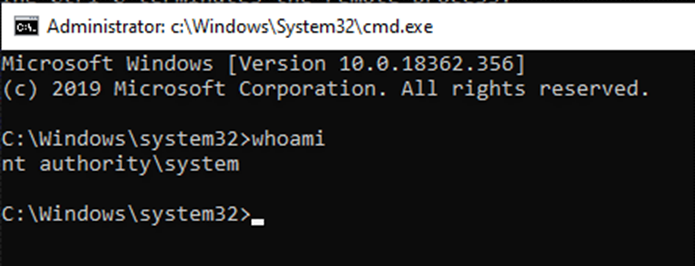 Administrator: c:\Windows\System32\cmd.exe
Microsoft Windows [Version 10.0.18362.356]
(c) 2019 Microsoft Corporation. All rights reserved.
C:\Windows\system32>whoami
nt authority\system
C:\Windows\system32>